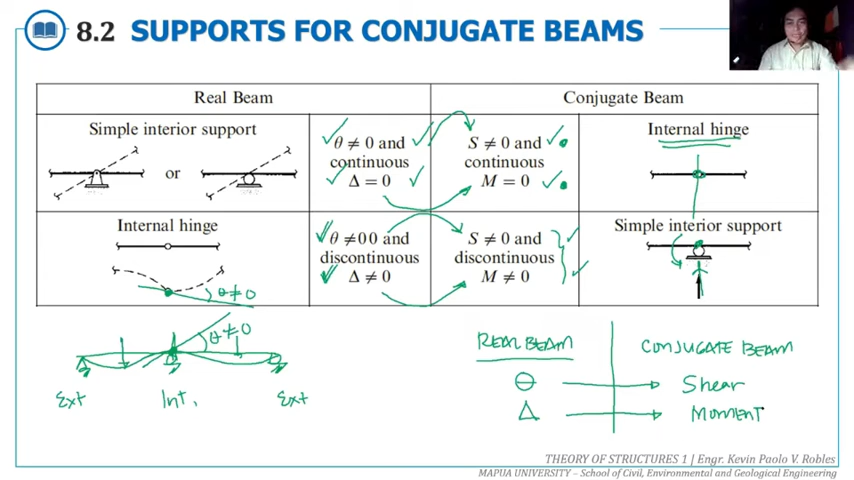 8.2 SUPPORTS FOR CONJUGATE BEAMS
Real Beam
Conjugate Beam
Simple interior support
or
θ ≠ 0 and
continuous
Δ = 0
S ≠ 0 and
continuous
M = 0
Internal hinge
Internal hinge
θ ≠ 0 0 and
discontinuous
Δ ≠ 0
S ≠ 0 and
discontinuous
M ≠ 0
Simple interior support
θ≠0
θ≠0
Ext
Int.
Ext
REAL BEAM
CONJUGATE BEAM
θ
Shear
Δ
MOMENT
THEORY OF STRUCTURES 1 | Engr. Kevin Paolo V. Robles
MAPUA UNIVERSITY – School of Civil, Environmental and Geological Engineering